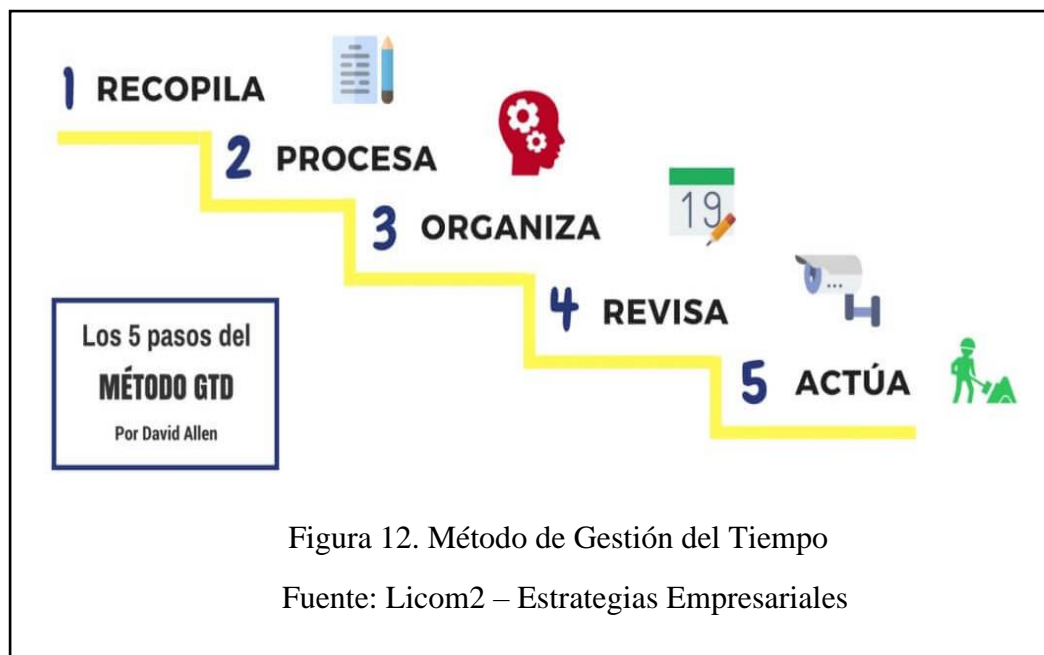 1 RECOPILA
2 PROCESA
3 ORGANIZA
19
4 REVISA
5 ACTÚA
Los 5 pasos del
MÉTODO GTD
Por David Allen
Figura 12. Método de Gestión del Tiempo
Fuente: Licom2 – Estrategias Empresariales